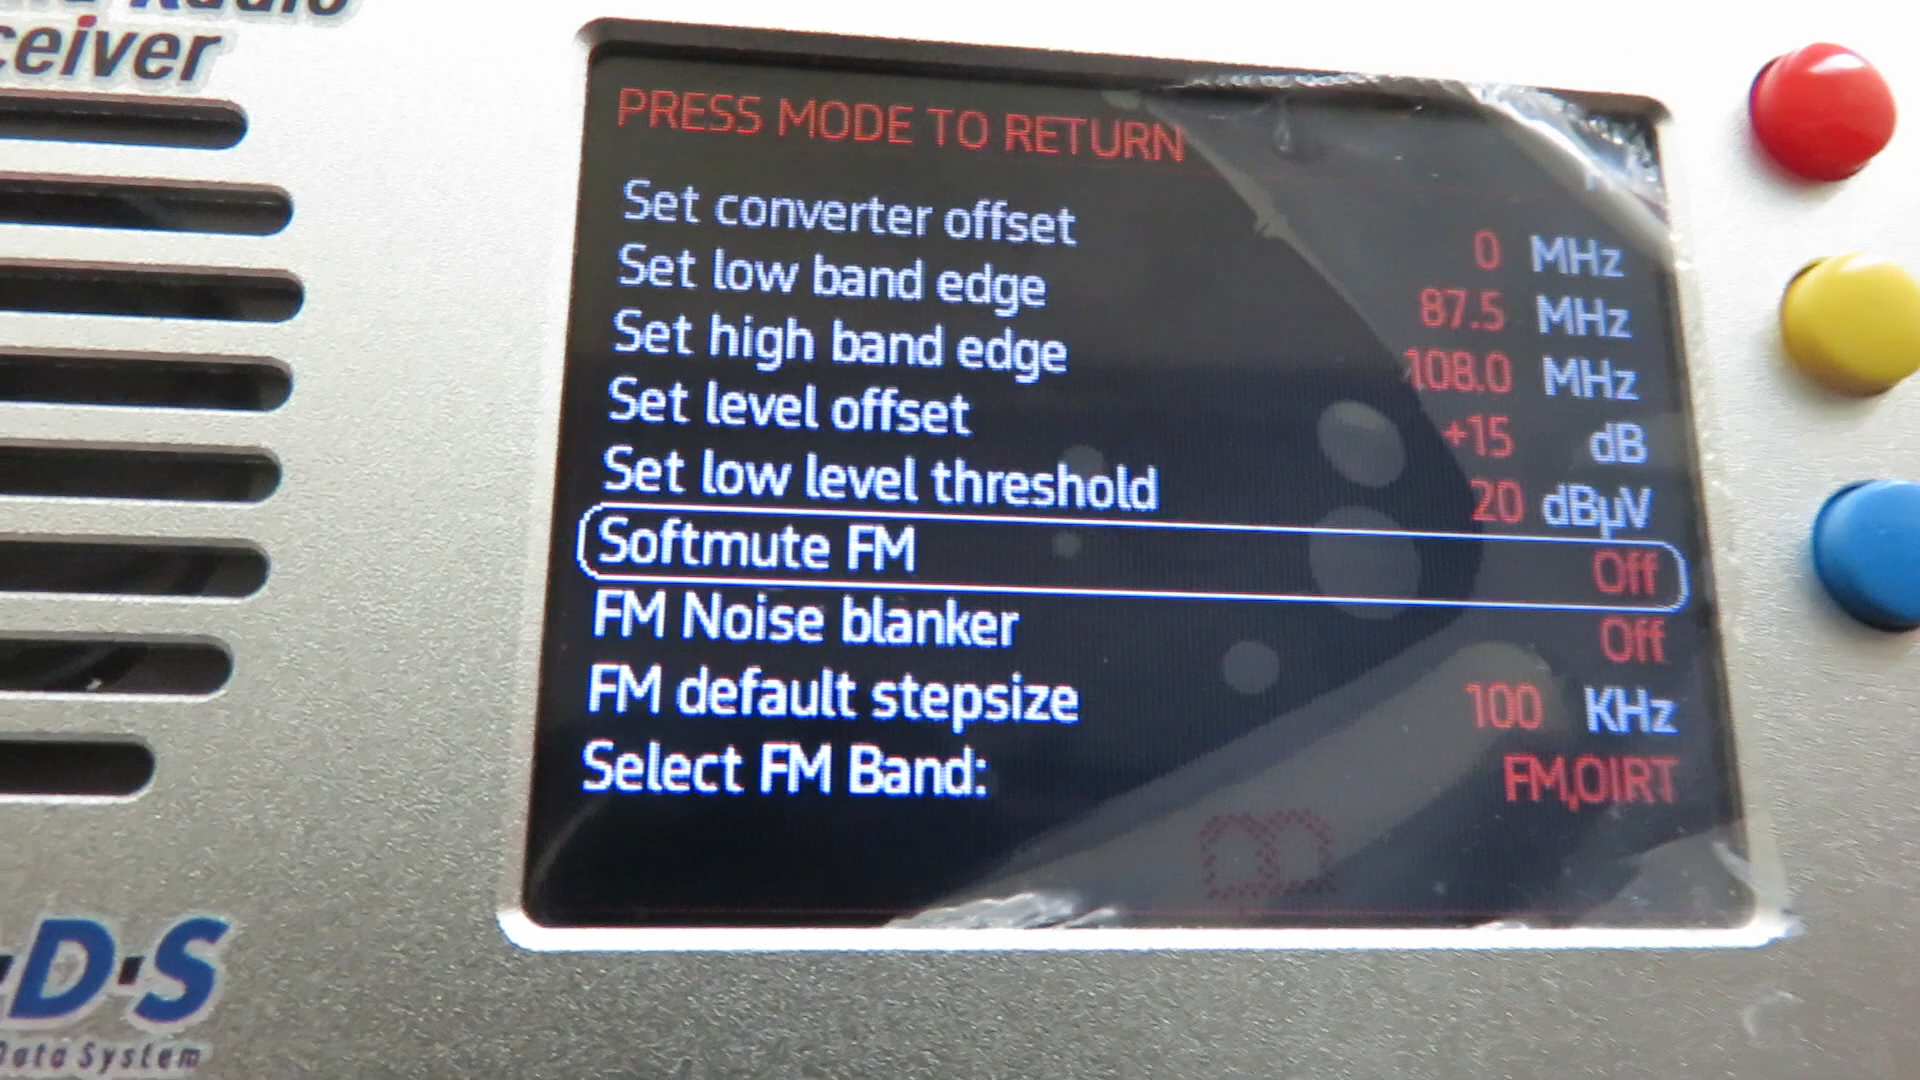 ceiver
PRESS MODE TO RETURN
Set converter offset 0 MHz
Set low band edge 87.5 MHz
Set high band edge 108.0 MHz
Set level offset +15 dB
Set low level threshold 20 dBµV
Softmute FM Off
FM Noise blanker Off
FM default stepsize 100 KHz
Select FM Band: FM,OIRT
D·S
Data System